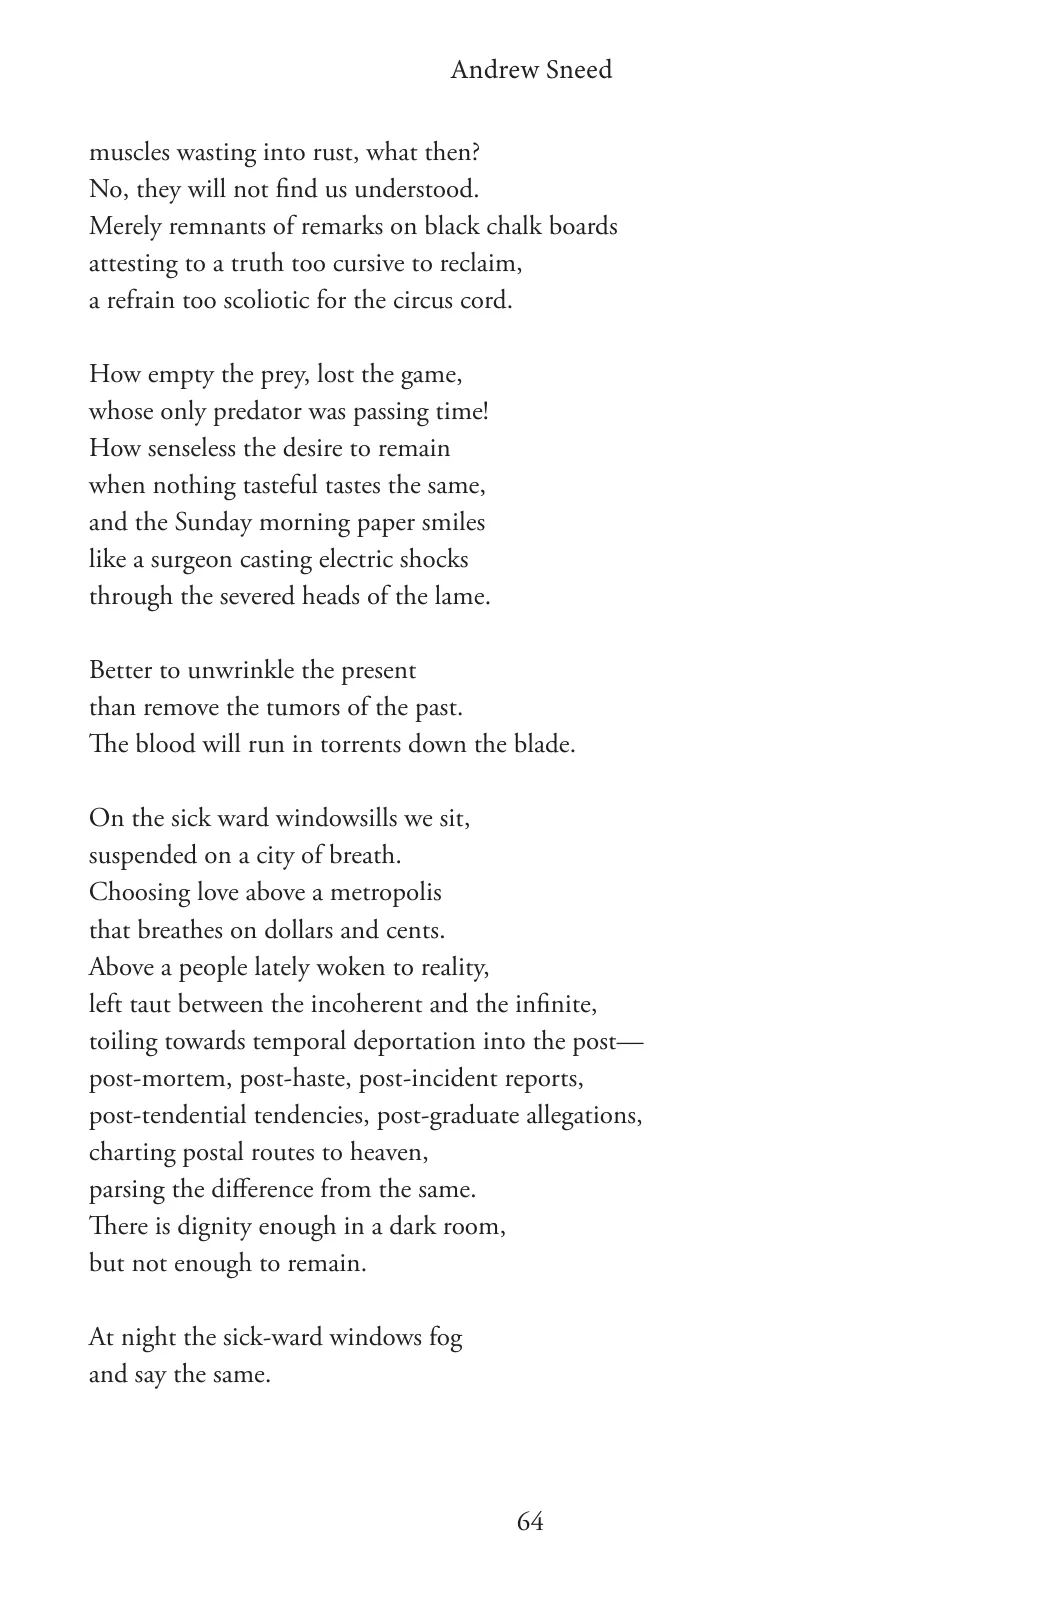 Andrew Sneed
muscles wasting into rust, what then?
No, they will not find us understood.
Merely remnants of remarks on black chalk boards
attesting to a truth too cursive to reclaim,
a refrain too scoliotic for the circus cord.
How empty the prey, lost the game,
whose only predator was passing time!
How senseless the desire to remain
when nothing tasteful tastes the same,
and the Sunday morning paper smiles
like a surgeon casting electric shocks
through the severed heads of the lame.
Better to unwrinkle the present
than remove the tumors of the past.
The blood will run in torrents down the blade.
On the sick ward windowsills we sit,
suspended on a city of breath.
Choosing love above a metropolis
that breathes on dollars and cents.
Above a people lately woken to reality,
left taut between the incoherent and the infinite,
toiling towards temporal deportation into the post—
post-mortem, post-haste, post-incident reports,
post-tendential tendencies, post-graduate allegations,
charting postal routes to heaven,
parsing the difference from the same.
There is dignity enough in a dark room,
but not enough to remain.
At night the sick-ward windows fog
and say the same.
64